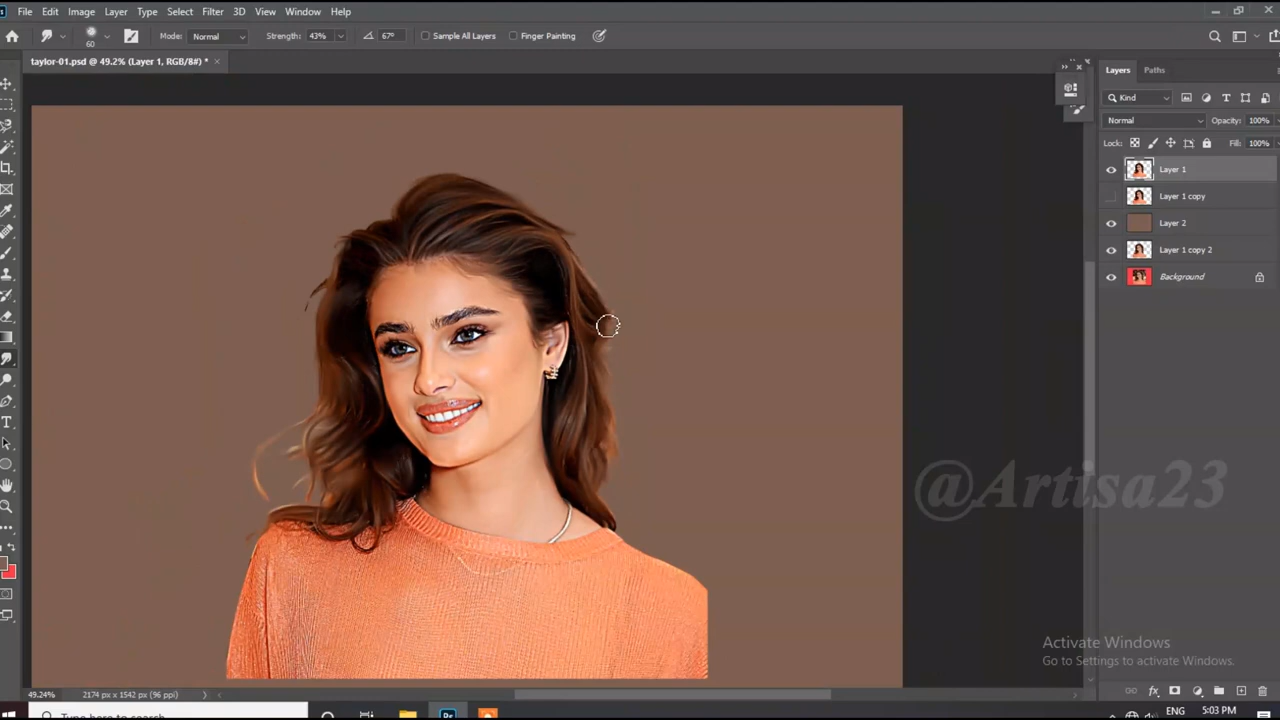 File Edit Image Layer Type Select Filter 3D View Window Help
60 Mode: Normal Strength: 43% 67° Sample All Layers Finger Painting
taylor-01.psd @ 49.2% (Layer 1, RGB/8#) * ×
Layers Paths
Kind
Normal Opacity: 100%
Lock: Fill: 100%
Layer 1
Layer 1 copy
Layer 2
Layer 1 copy 2
Background
@Artisa23
Activate Windows
Go to Settings to activate Windows.
49.24% 2174 px x 1542 px (96 ppi)
Type here to search
Ps
ENG 5:03 PM